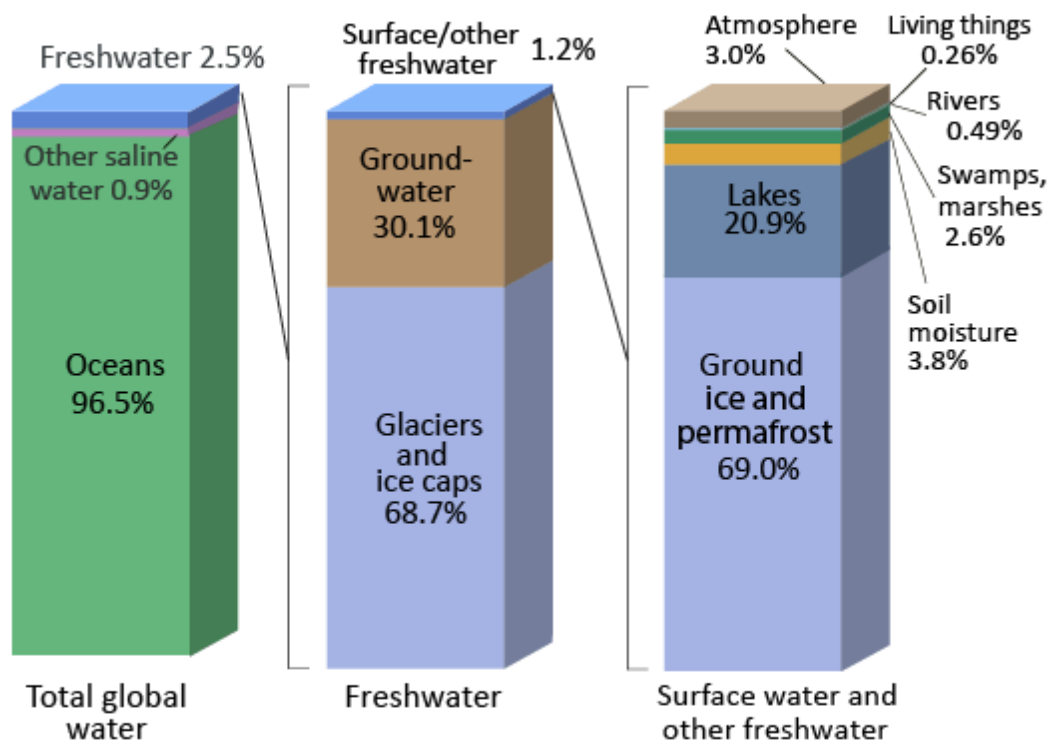 Freshwater 2.5%
Other saline
water 0.9%
Oceans
96.5%
Total global
water
Surface/other
freshwater
1.2%
Ground-
water
30.1%
Glaciers
and
ice caps
68.7%
Freshwater
Atmosphere
3.0%
Living things
0.26%
Rivers
0.49%
Swamps,
marshes
2.6%
Soil
moisture
3.8%
Lakes
20.9%
Ground
ice and
permafrost
69.0%
Surface water and
other freshwater